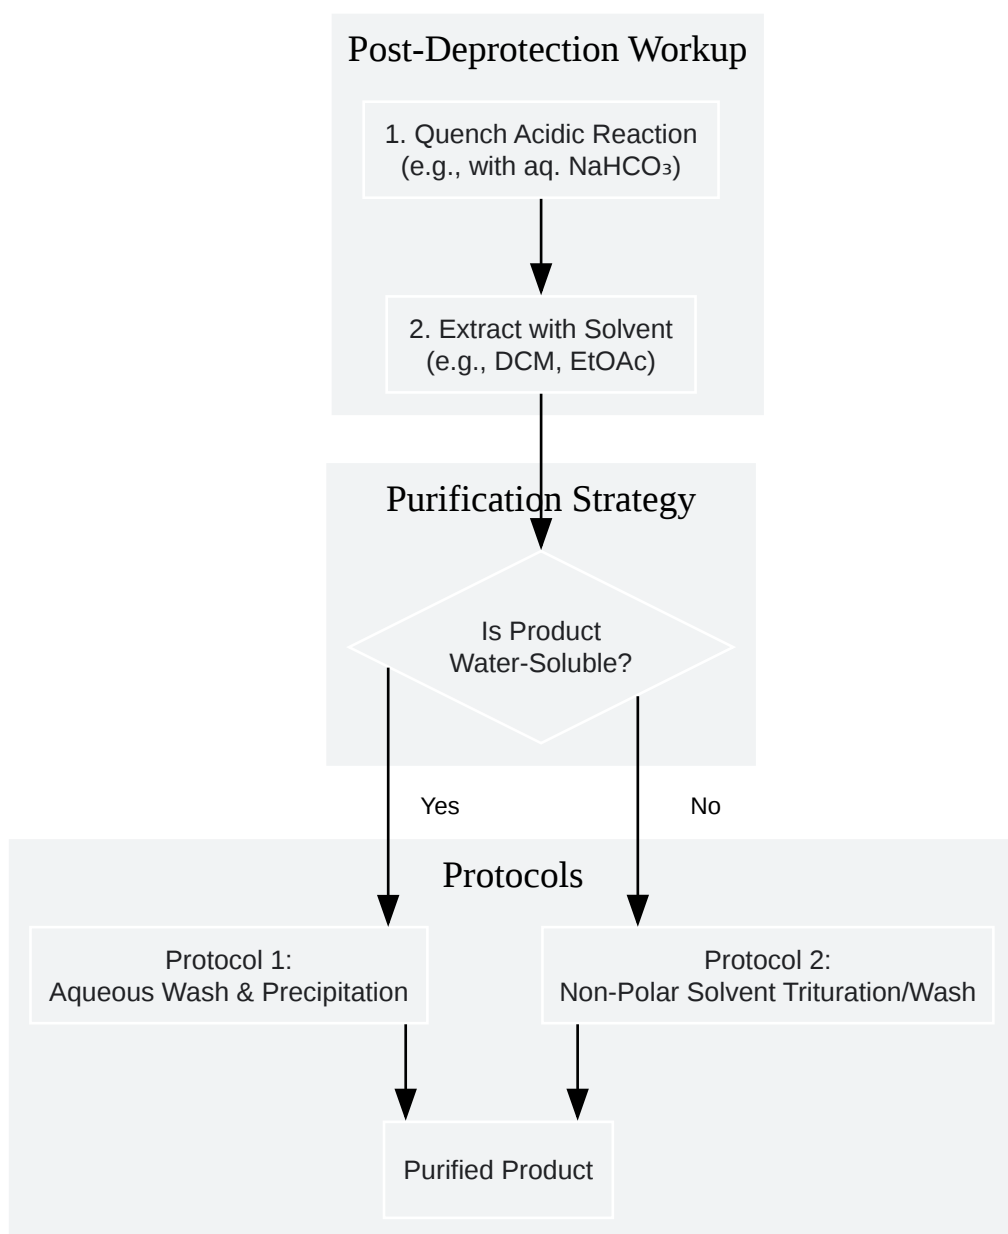 Post-Deprotection Workup
1. Quench Acidic Reaction
(e.g., with aq. NaHCO₃)
2. Extract with Solvent
(e.g., DCM, EtOAc)
Purification Strategy
Is Product
Water-Soluble?
Yes
No
Protocols
Protocol 1:
Aqueous Wash & Precipitation
Protocol 2:
Non-Polar Solvent Trituration/Wash
Purified Product